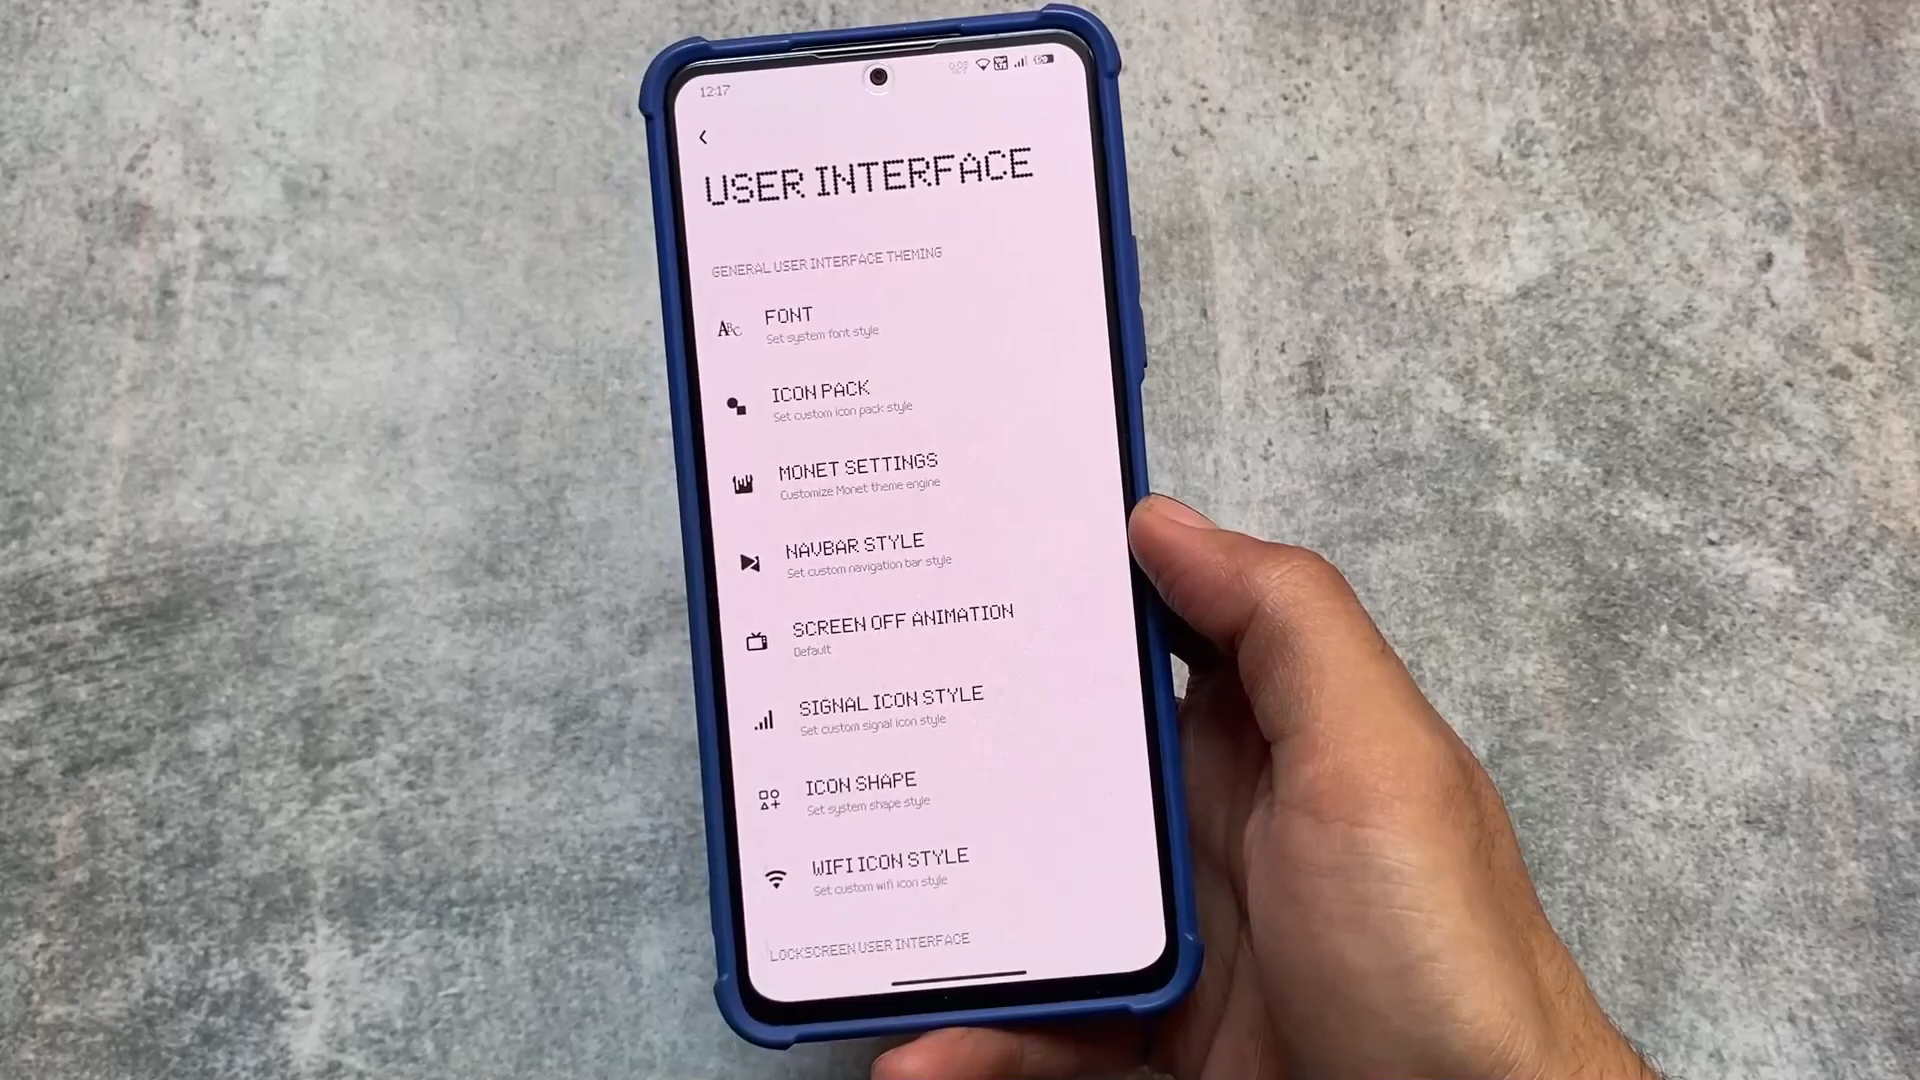 12:17
USER INTERFACE
GENERAL USER INTERFACE THEMING
ABC
FONT
Set system font style
ICON PACK
Set custom icon pack style
MONET SETTINGS
Customize Monet theme engine
NAVBAR STYLE
Set custom navigation bar style
SCREEN OFF ANIMATION
Default
SIGNAL ICON STYLE
Set custom signal icon style
ICON SHAPE
Set system shape style
WIFI ICON STYLE
Set custom wifi icon style
LOCKSCREEN USER INTERFACE